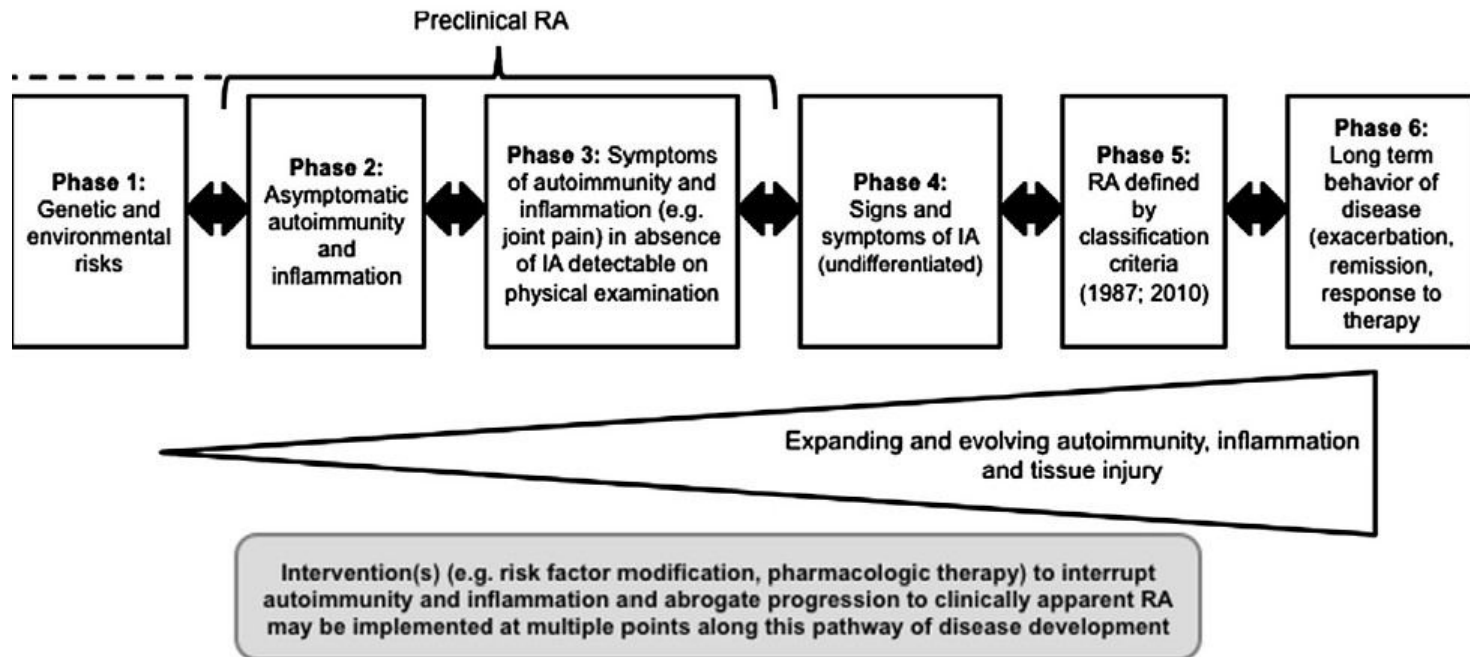 Preclinical RA
Phase 1:
Genetic and
environmental
risks
Phase 2:
Asymptomatic
autoimmunity
and
inflammation
Phase 3: Symptoms
of autoimmunity and
inflammation (e.g.
joint pain) in absence
of IA detectable on
physical examination
Phase 4:
Signs and
symptoms of IA
(undifferentiated)
Phase 5:
RA defined
by
classification
criteria
(1987; 2010)
Phase 6:
Long term
behavior of
disease
(exacerbation,
remission,
response to
therapy
Expanding and evolving autoimmunity, inflammation
and tissue injury
Intervention(s) (e.g. risk factor modification, pharmacologic therapy) to interrupt
autoimmunity and inflammation and abrogate progression to clinically apparent RA
may be implemented at multiple points along this pathway of disease development